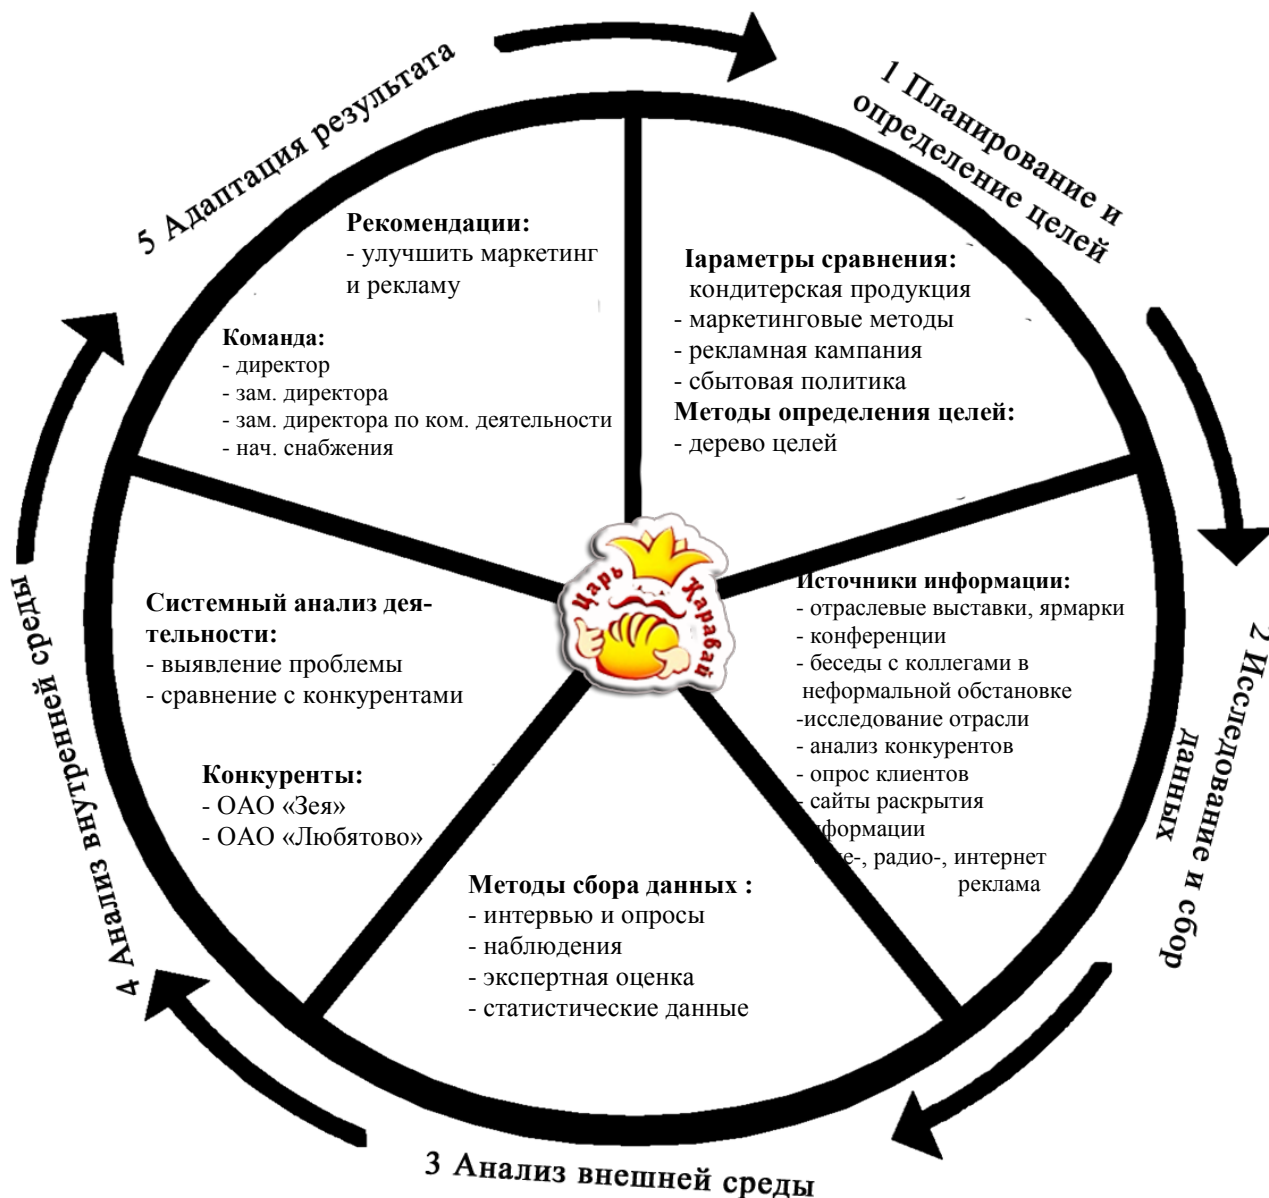 1 Планирование и
определение целей
Іараметры сравнения:
кондитерская продукция
- маркетинговые методы
- рекламная кампания
- сбытовая политика
Методы определения целей:
- дерево целей
2 Исследование и сбор
данных
Источники информации:
- отраслевые выставки, ярмарки
- конференции
- беседы с коллегами в
неформальной обстановке
-исследование отрасли
- анализ конкурентов
- опрос клиентов
- сайты раскрытия
формации
е-, радио-, интернет
реклама
3 Анализ внешней среды
Методы сбора данных :
- интервью и опросы
- наблюдения
- экспертная оценка
- статистические данные
4 Анализ внутренней среды
Системный анализ дея-
тельности:
- выявление проблемы
- сравнение с конкурентами
Конкуренты:
- ОАО «Зея»
- ОАО «Любятово»
5 Адаптация результата
Рекомендации:
- улучшить маркетинг
и рекламу
Команда:
- директор
- зам. директора
- зам. директора по ком. деятельности
- нач. снабжения
Царь Каравай